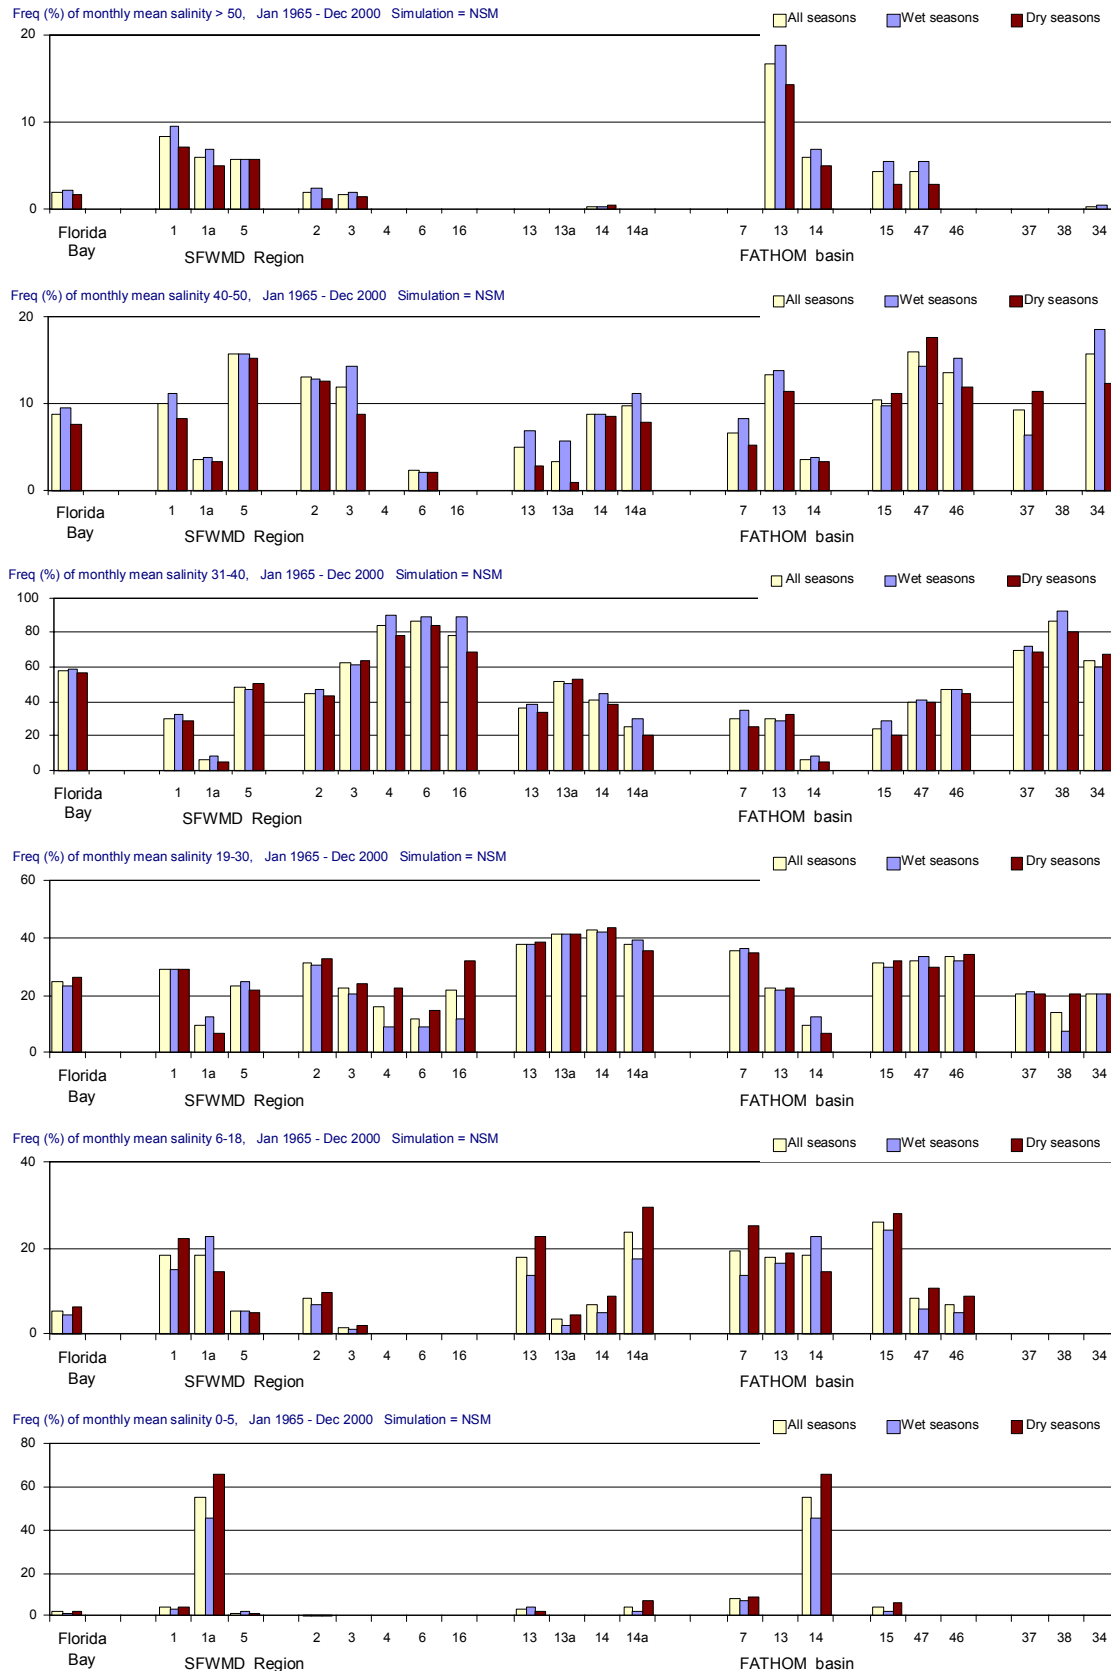 Freq (%) of monthly mean salinity > 50, Jan 1965 - Dec 2000 Simulation = NSM
All seasons Wet seasons Dry seasons
20
10
0
Florida Bay 1 1a 5 2 3 4 6 16 13 13a 14 14a 7 13 14 15 47 46 37 38 34
SFWMD Region FATHOM basin
Freq (%) of monthly mean salinity 40-50, Jan 1965 - Dec 2000 Simulation = NSM
All seasons Wet seasons Dry seasons
20
10
0
Florida Bay 1 1a 5 2 3 4 6 16 13 13a 14 14a 7 13 14 15 47 46 37 38 34
SFWMD Region FATHOM basin
Freq (%) of monthly mean salinity 31-40, Jan 1965 - Dec 2000 Simulation = NSM
All seasons Wet seasons Dry seasons
100
80
60
40
20
0
Florida Bay 1 1a 5 2 3 4 6 16 13 13a 14 14a 7 13 14 15 47 46 37 38 34
SFWMD Region FATHOM basin
Freq (%) of monthly mean salinity 19-30, Jan 1965 - Dec 2000 Simulation = NSM
All seasons Wet seasons Dry seasons
60
40
20
0
Florida Bay 1 1a 5 2 3 4 6 16 13 13a 14 14a 7 13 14 15 47 46 37 38 34
SFWMD Region FATHOM basin
Freq (%) of monthly mean salinity 6-18, Jan 1965 - Dec 2000 Simulation = NSM
All seasons Wet seasons Dry seasons
40
20
0
Florida Bay 1 1a 5 2 3 4 6 16 13 13a 14 14a 7 13 14 15 47 46 37 38 34
SFWMD Region FATHOM basin
Freq (%) of monthly mean salinity 0-5, Jan 1965 - Dec 2000 Simulation = NSM
All seasons Wet seasons Dry seasons
80
60
40
20
0
Florida Bay 1 1a 5 2 3 4 6 16 13 13a 14 14a 7 13 14 15 47 46 37 38 34
SFWMD Region FATHOM basin